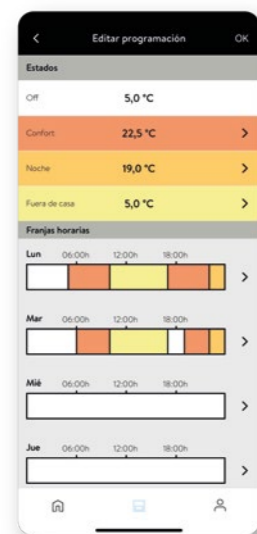 Editar programación OK
Estados
Off 5,0 °C
Confort 22,5 °C
Noche 19,0 °C
Fuera de casa 5,0 °C
Franjas horarias
Lun 06:00h 12:00h 18:00h
Mar 06:00h 12:00h 18:00h
Mié 06:00h 12:00h 18:00h
Jue 06:00h 12:00h 18:00h